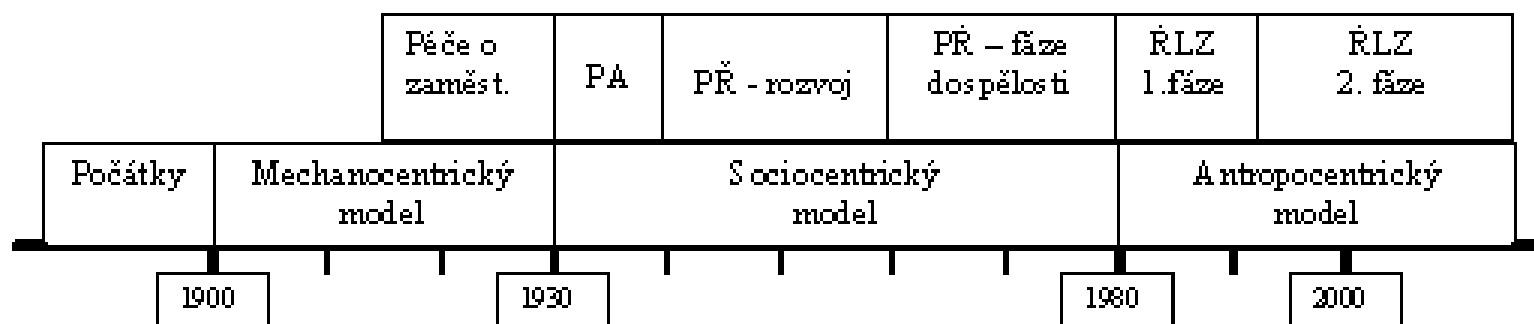 Péče o
zaměst.
PA
PŘ - rozvoj
PŘ – fáze
dospělosti
ŘLZ
1.fáze
ŘLZ
2. fáze
Počátky
Mechanocentrický
model
Sociocentrický
model
Antropocentrický
model
1900
1930
1980
2000